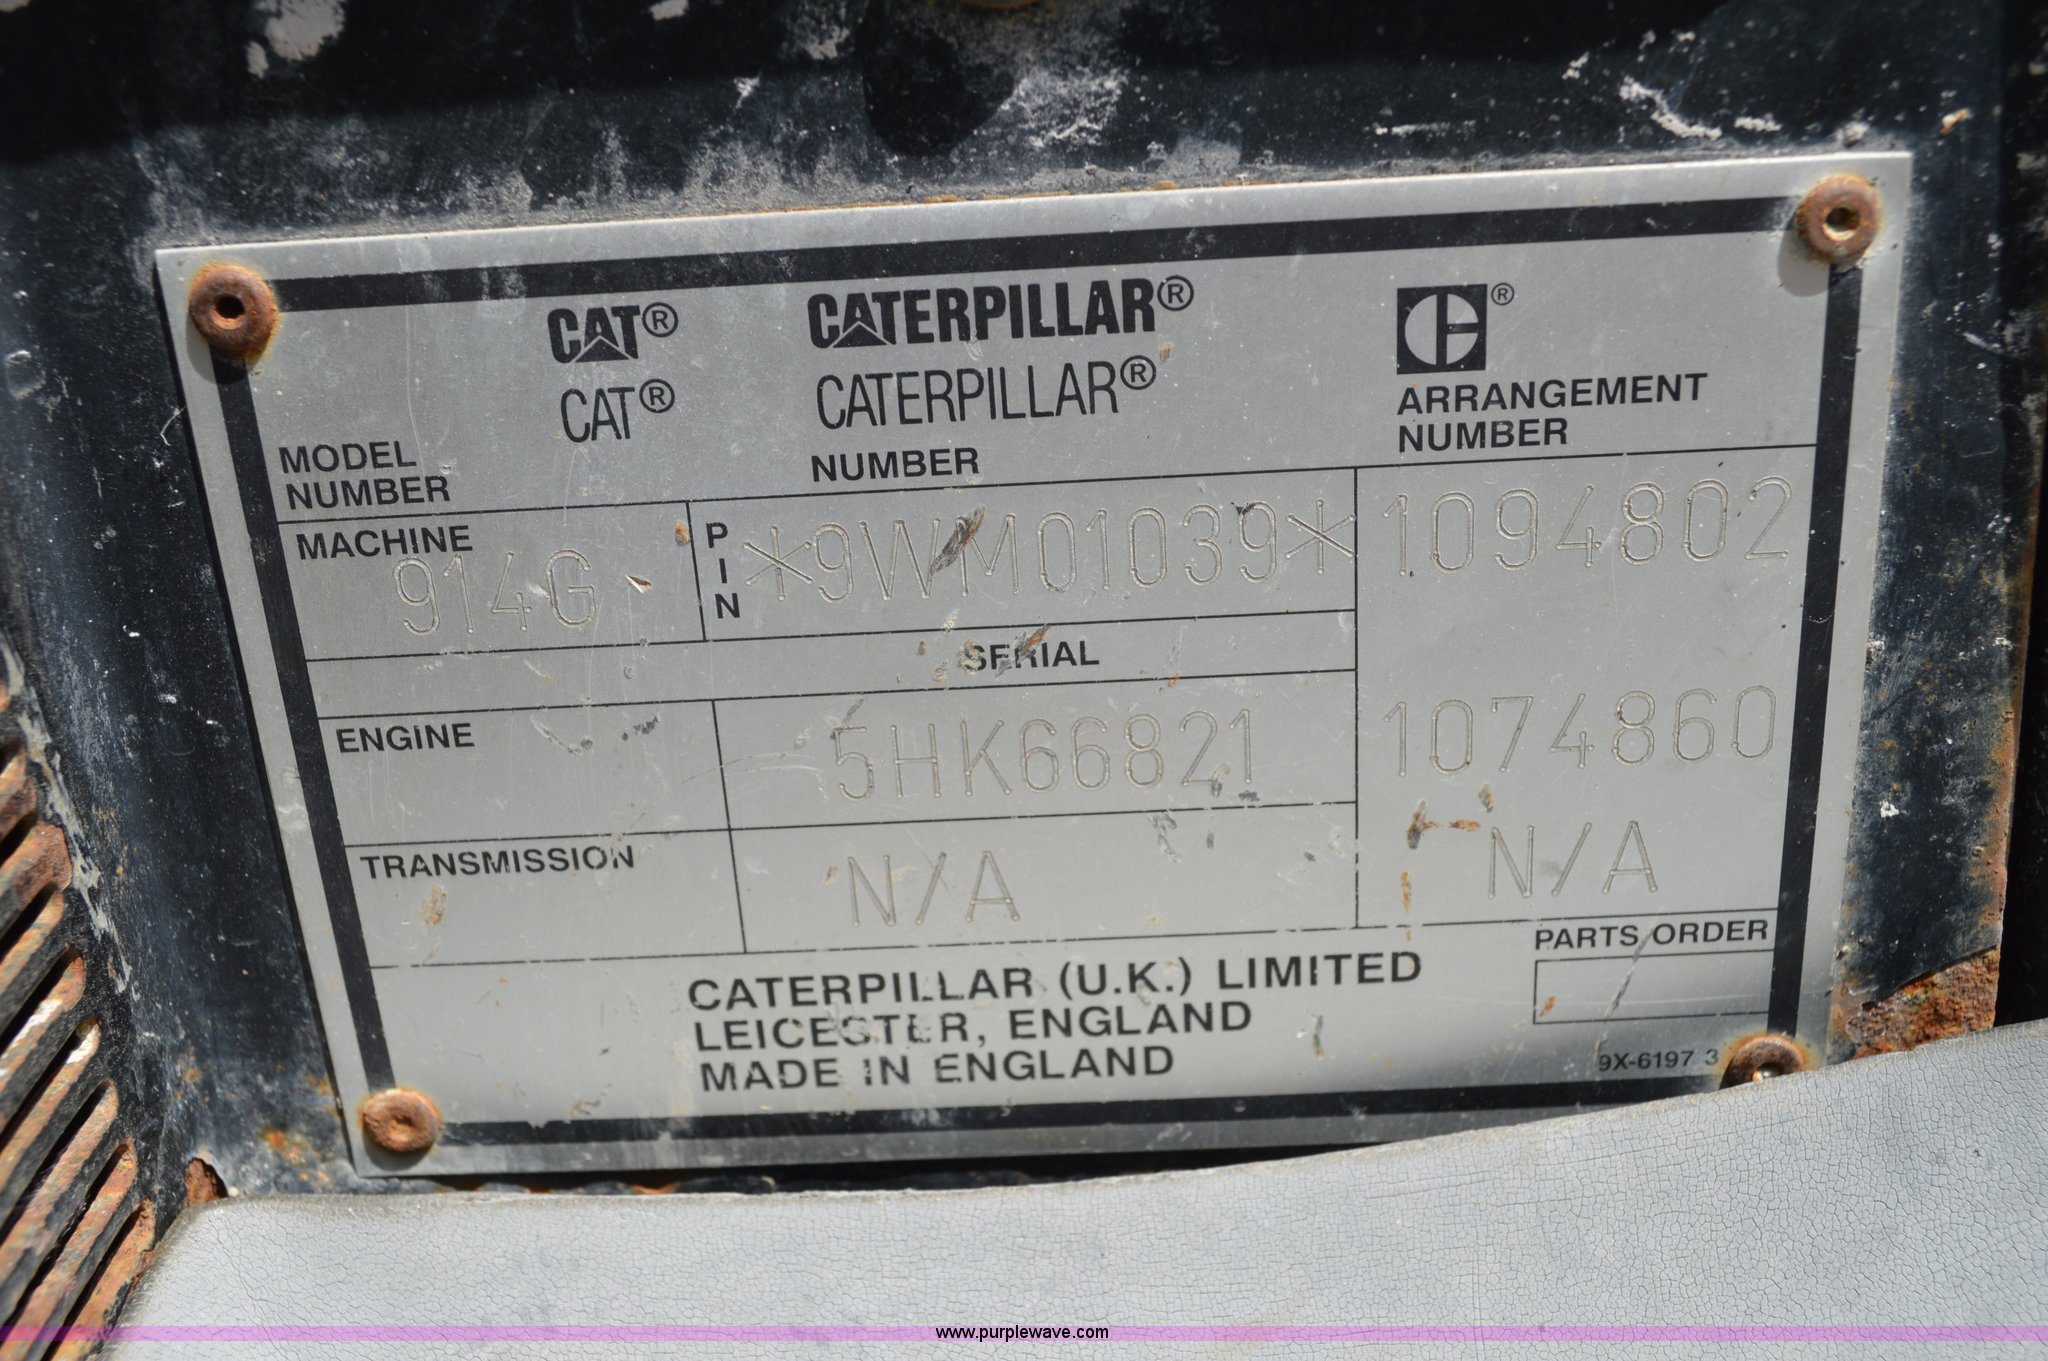 CAT® CATERPILLAR® ®
CAT® CATERPILLAR®
MODEL NUMBER
NUMBER
ARRANGEMENT
NUMBER
MACHINE
914G
PIN
*9WM01039*
1094802
SERIAL
ENGINE
5HK66821
1074860
TRANSMISSION
N/A
N/A
CATERPILLAR (U.K.) LIMITED
LEICESTER, ENGLAND
MADE IN ENGLAND
PARTS ORDER
9X-6197 3
www.purplewave.com